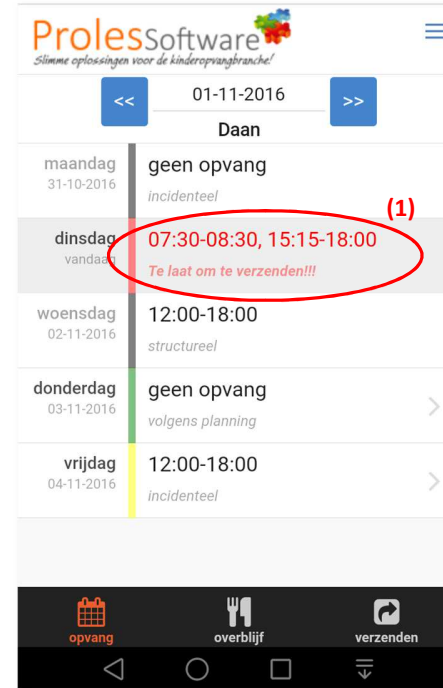 ProlesSoftware
Slimme oplossingen voor de kinderopvangbranche!
<< 01-11-2016 >>
Daan
maandag geen opvang
31-10-2016 incidenteel
(1)
dinsdag 07:30-08:30, 15:15-18:00
vandaag Te laat om te verzenden!!!
woensdag 12:00-18:00
02-11-2016 structureel
donderdag geen opvang
03-11-2016 volgens planning
vrijdag 12:00-18:00
04-11-2016 incidenteel
opvang overblijf verzenden